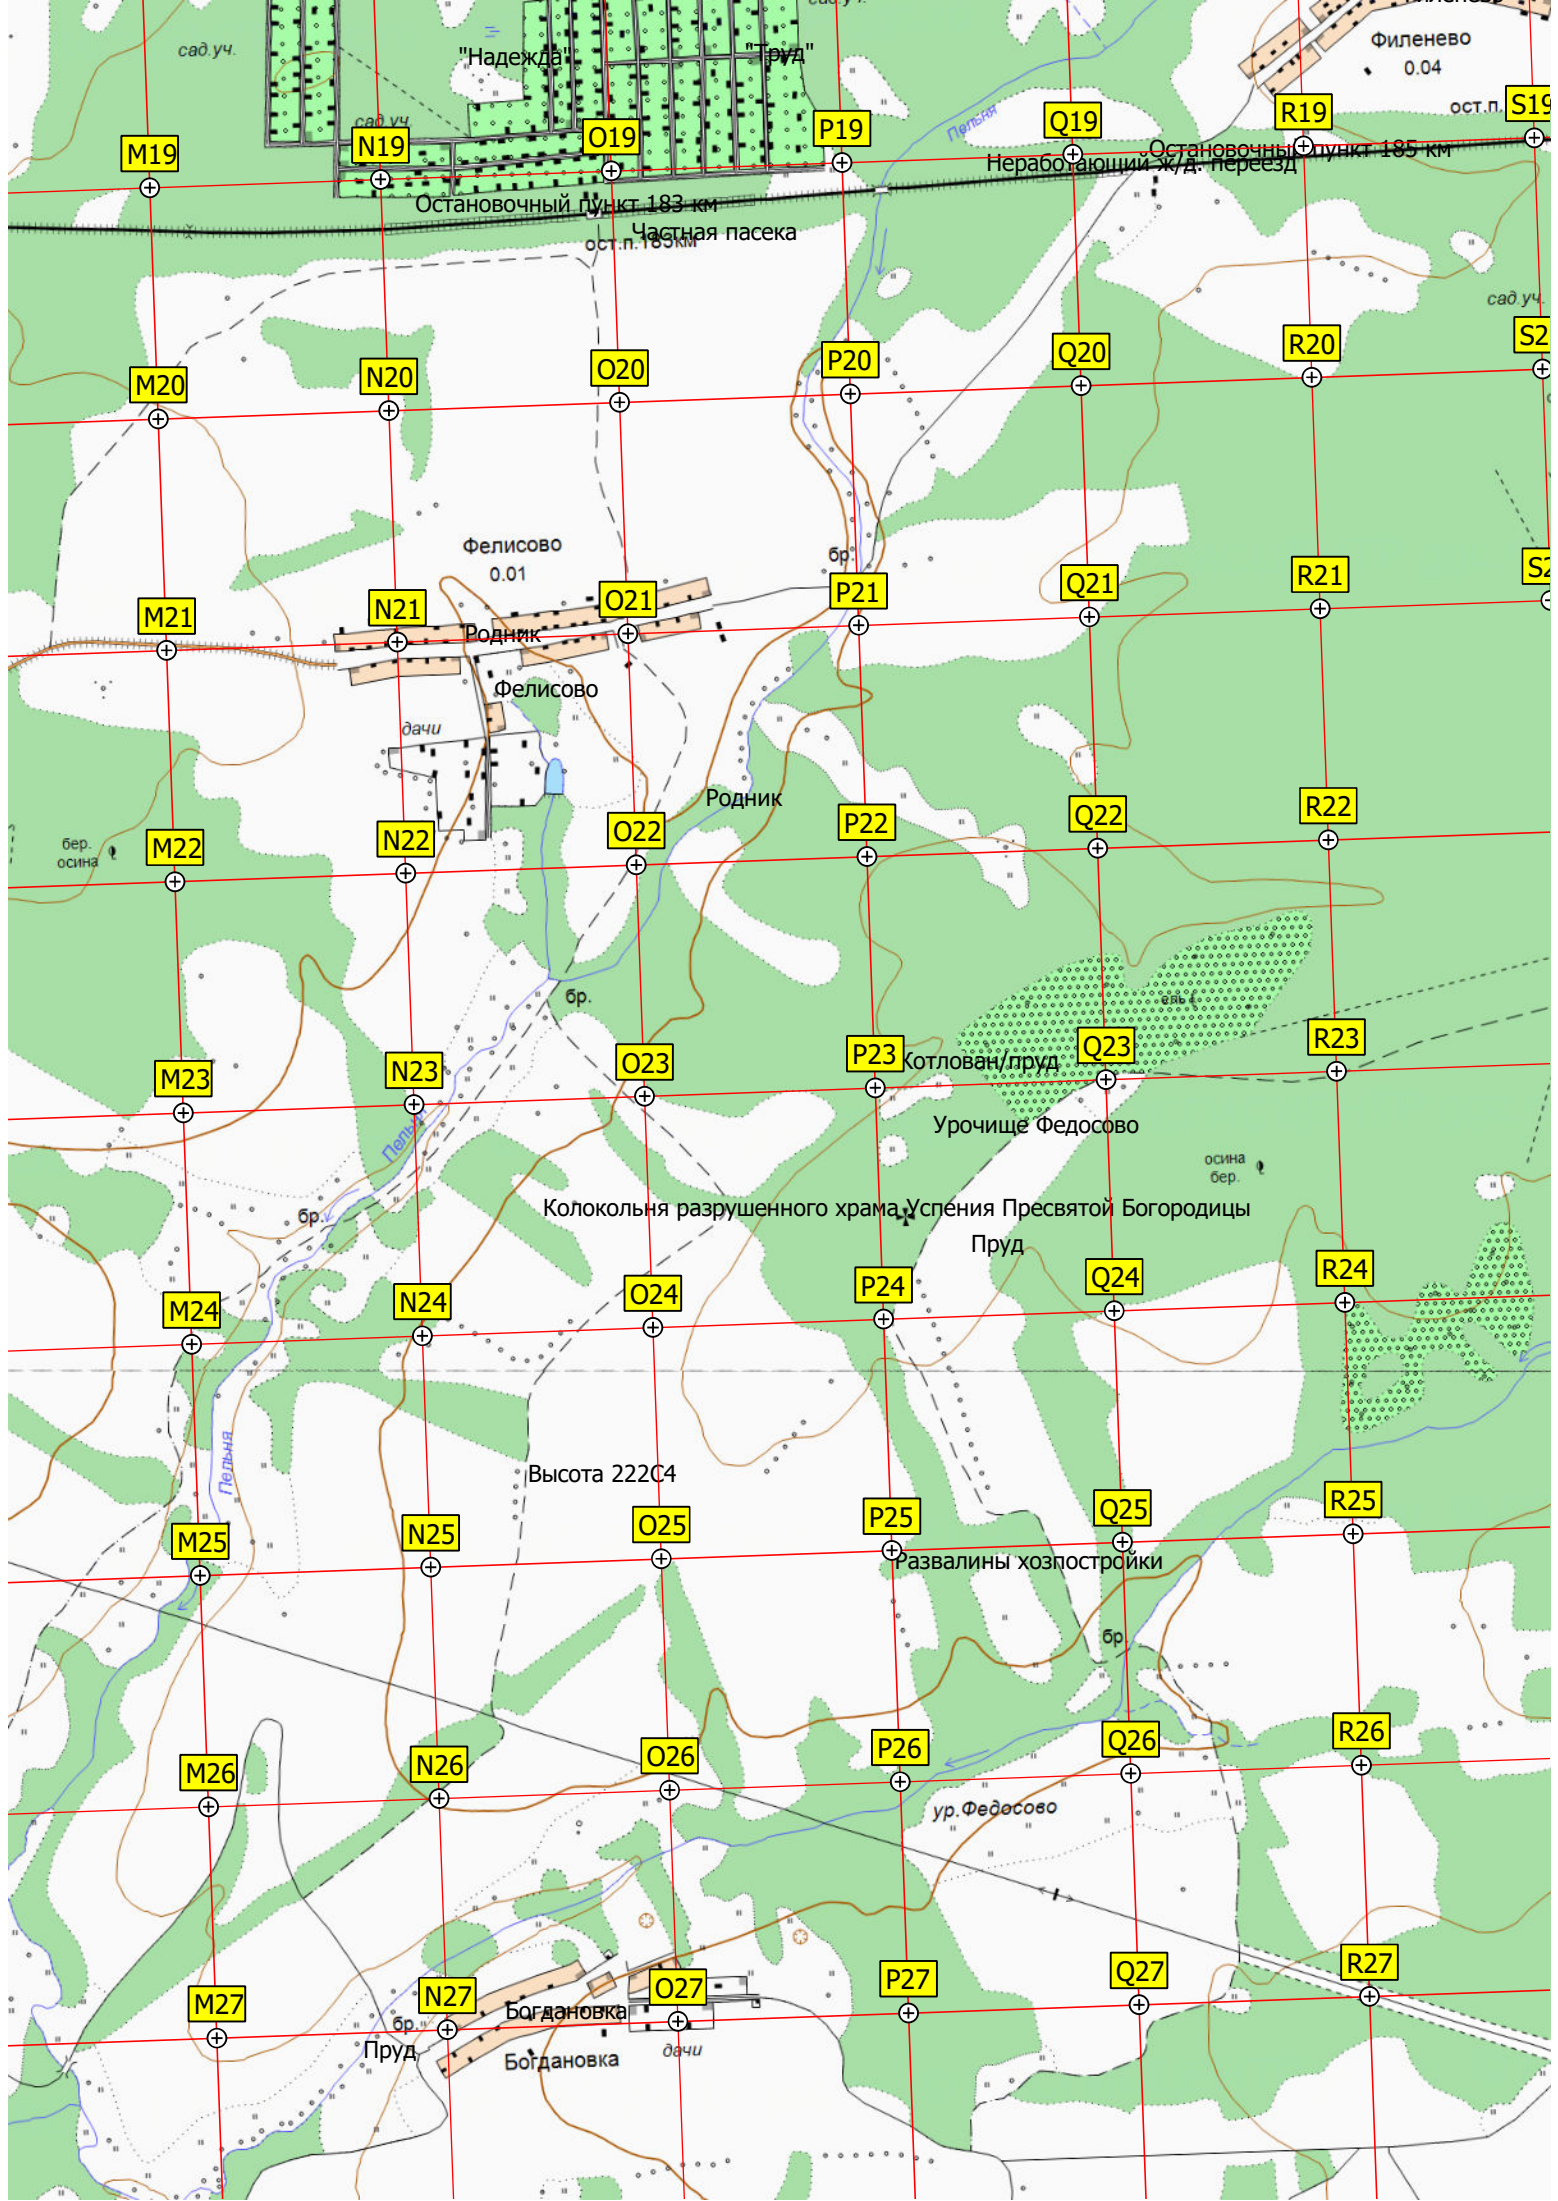 сад.уч.
"Надежда"
"Труд"
Филенево
0.04
ост.п.
сад.уч.
M19
N19
O19
P19
Пельня
Q19
R19
S19
Остановочный пункт 185 км
Неработающий ж/д. переезд
Остановочный пункт 183 км
Частная пасека
ост.п.183км
сад.уч.
M20
N20
O20
P20
Q20
R20
S2
Фелисово
0.01
бр.
M21
N21
O21
P21
Q21
R21
S2
Родник
Фелисово
дачи
Родник
бер.
осина
M22
N22
O22
P22
Q22
R22
бр.
ель
M23
N23
O23
P23
Q23
R23
Котлован/пруд
Пельня
Урочище Федосово
осина
бер.
бр.
Колокольня разрушенного храма Успения Пресвятой Богородицы
Пруд
M24
N24
O24
P24
Q24
R24
Пельня
Высота 222С4
M25
N25
O25
P25
Q25
R25
Развалины хозпостройки
бр.
M26
N26
O26
P26
Q26
R26
ур.Федосово
M27
N27
O27
P27
Q27
R27
бр.
Богдановка
Пруд
Богдановка
дачи